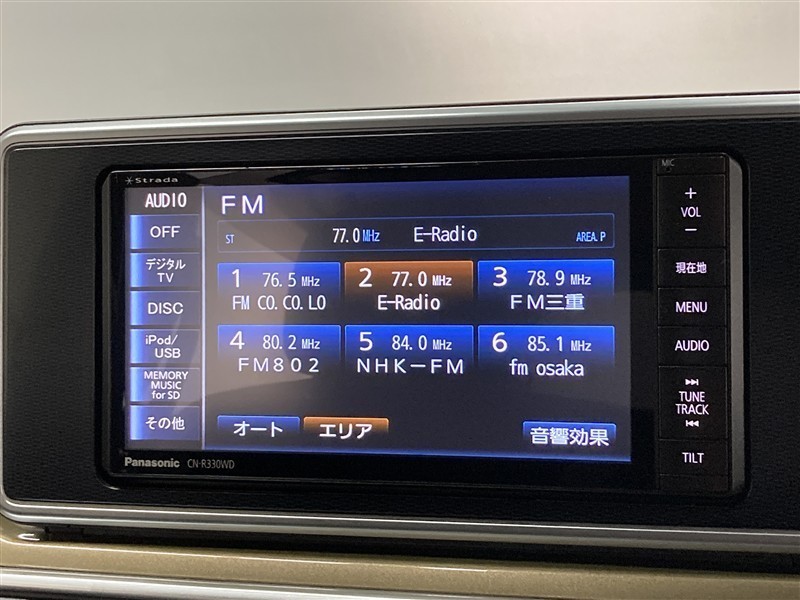 Strada
AUDIO
OFF
デジタル
TV
DISC
iPod/
USB
MEMORY
MUSIC
for SD
その他
FM
ST 77.0MHz E-Radio AREA.P
1 76.5 MHz
FM CO.CO.LO
2 77.0 MHz
E-Radio
3 78.9 MHz
FM三重
4 80.2 MHz
FM802
5 84.0 MHz
NHK-FM
6 85.1 MHz
fm osaka
オート
エリア
音響効果
Panasonic CN-R330WD
MIC
+
VOL
−
現在地
MENU
AUDIO
TUNE
TRACK
TILT